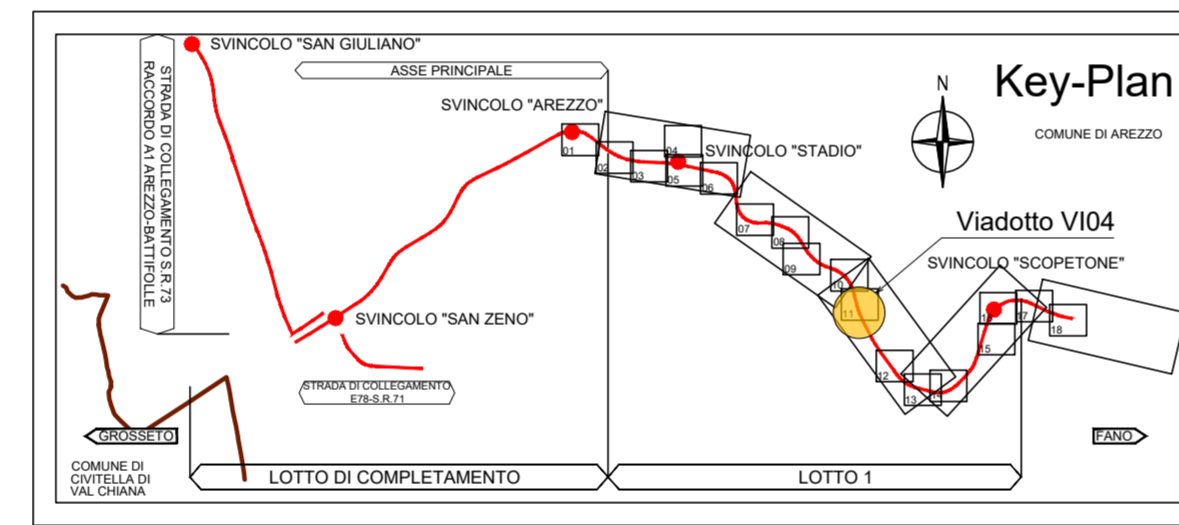 SVINCOLO "SAN GIULIANO"
STRADA DI COLLEGAMENTO S.R.73
RACCORDO A1 AREZZO-BATTIFOLLE
ASSE PRINCIPALE
SVINCOLO "AREZZO"
Key-Plan
N
COMUNE DI AREZZO
SVINCOLO "STADIO"
01
02
03
04
05
06
07
08
09
10
11
12
13
14
15
16
17
18
Viadotto VI04
SVINCOLO "SCOPETONE"
SVINCOLO "SAN ZENO"
STRADA DI COLLEGAMENTO
E78-S.R.71
GROSSETO
FANO
COMUNE DI
CIVITELLA DI
VAL CHIANA
LOTTO DI COMPLETAMENTO
LOTTO 1